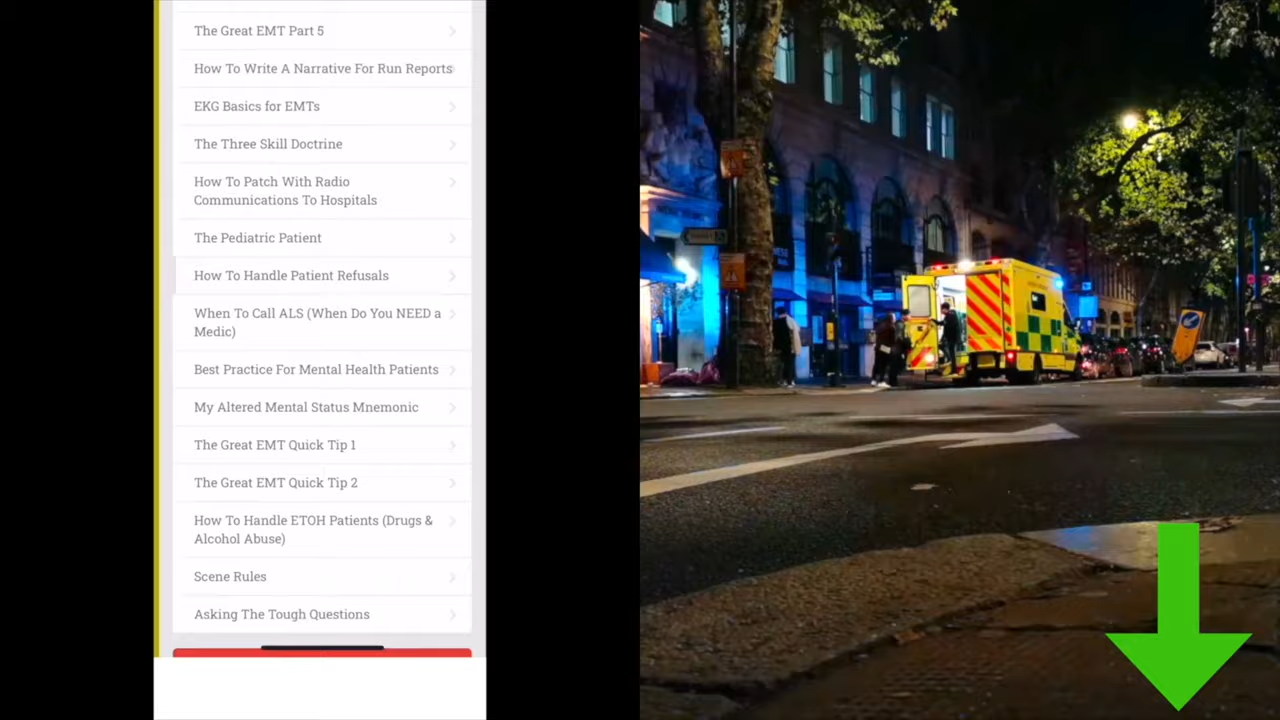 The Great EMT Part 5
How To Write A Narrative For Run Reports
EKG Basics for EMTs
The Three Skill Doctrine
How To Patch With Radio
Communications To Hospitals
The Pediatric Patient
How To Handle Patient Refusals
When To Call ALS (When Do You NEED a
Medic)
Best Practice For Mental Health Patients
My Altered Mental Status Mnemonic
The Great EMT Quick Tip 1
The Great EMT Quick Tip 2
How To Handle ETOH Patients (Drugs &
Alcohol Abuse)
Scene Rules
Asking The Tough Questions